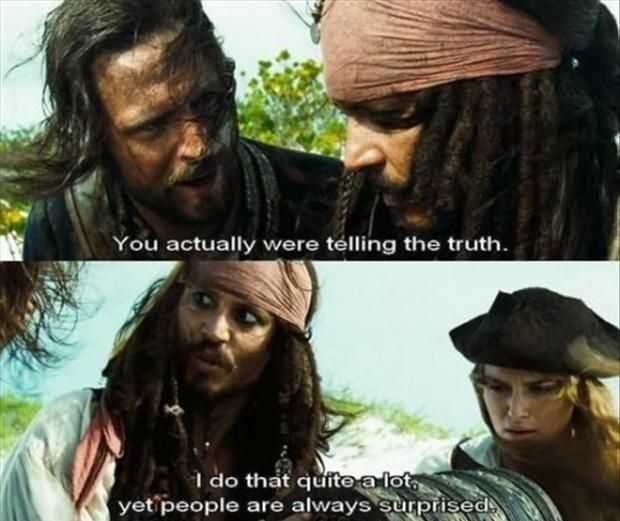 You actually were telling the truth.
I do that quite a lot,
yet people are always surprised.